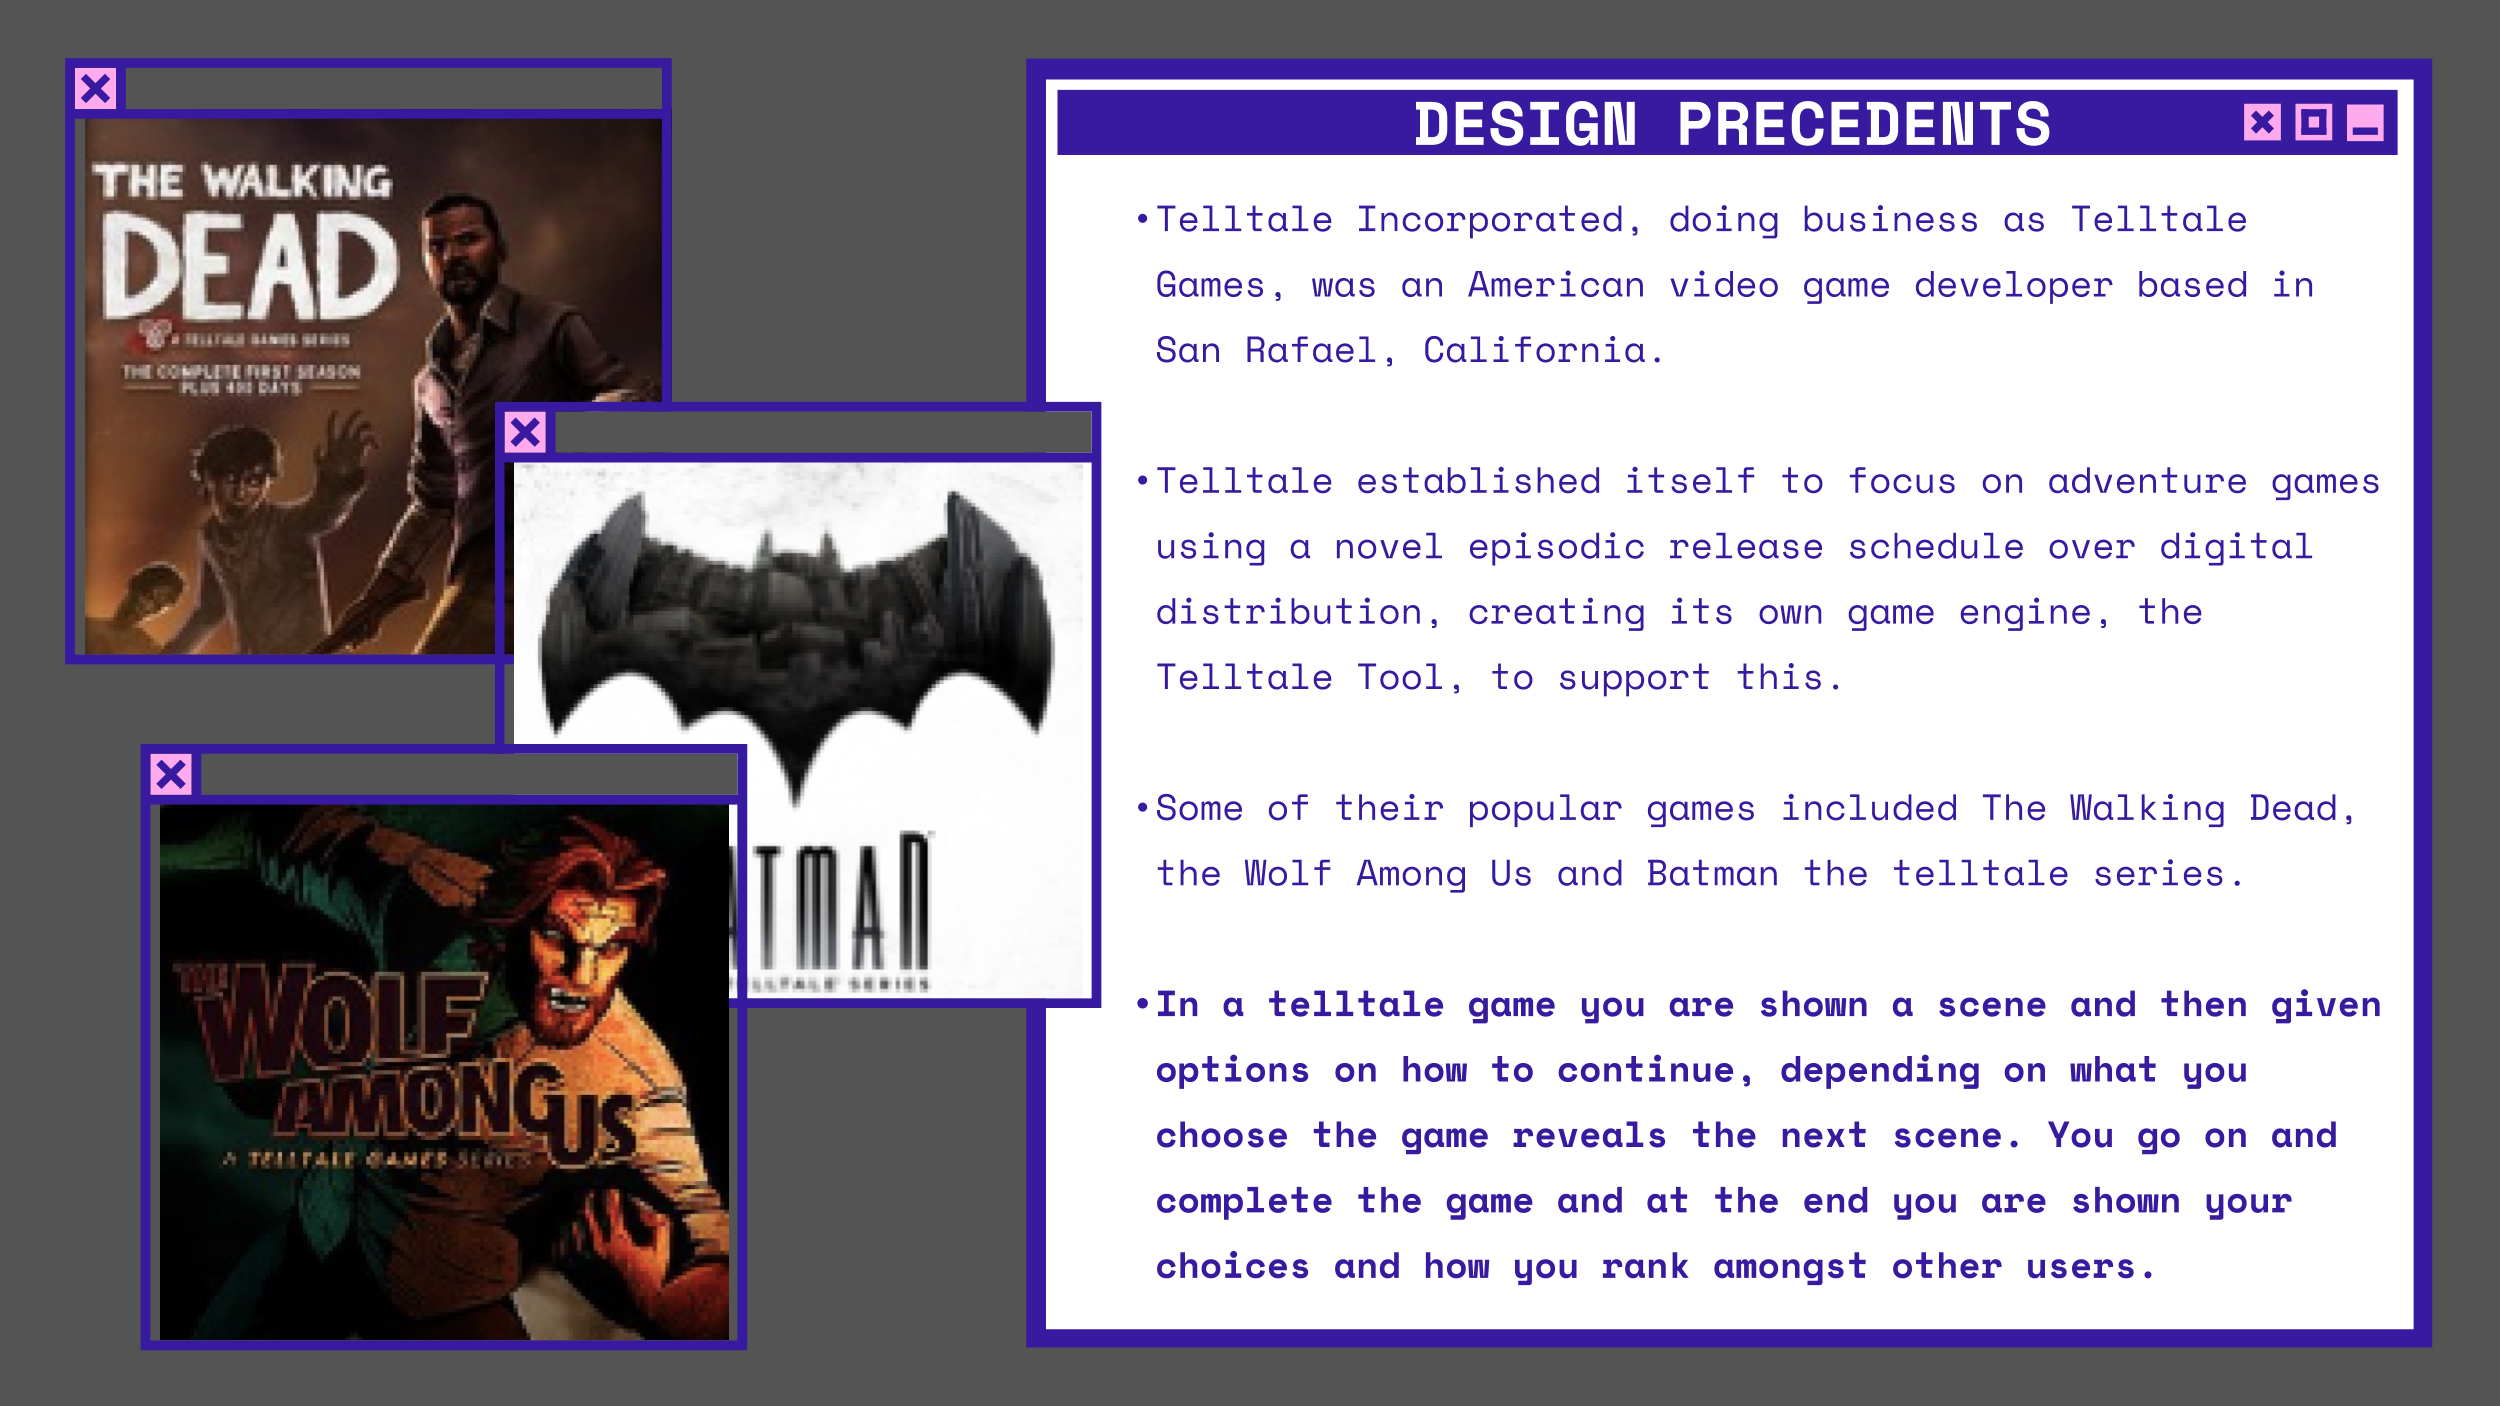 THE WALKING
DEAD
A TELLTALE GAMES SERIES
THE COMPLETE FIRST SEASON
PLUS 400 DAYS
ATMAN
TELLTALE SERIES
THE
WOLF
AMONG
US
A TELLTALE GAMES SERIES
DESIGN PRECEDENTS
•Telltale Incorporated, doing business as Telltale
Games, was an American video game developer based in
San Rafael, California.
•Telltale established itself to focus on adventure games
using a novel episodic release schedule over digital
distribution, creating its own game engine, the
Telltale Tool, to support this.
•Some of their popular games included The Walking Dead,
the Wolf Among Us and Batman the telltale series.
•In a telltale game you are shown a scene and then given
options on how to continue, depending on what you
choose the game reveals the next scene. You go on and
complete the game and at the end you are shown your
choices and how you rank amongst other users.